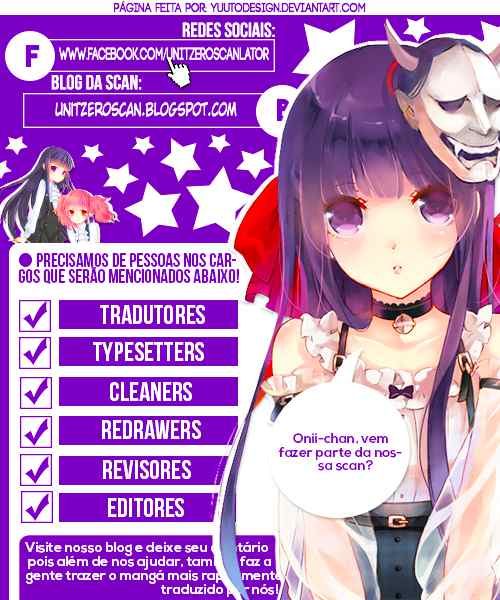 PÁGINA FEITA POR: YUUTODESIGN.DEVIANTART.COM
REDES SOCIAIS:
F
WWW.FACEBOOK.COM/UNITZEROSCANLATOR
BLOG DA SCAN:
UNITZEROSCAN.BLOGSPOT.COM
● PRECISAMOS DE PESSOAS NOS CAR-
GOS QUE SERÃO MENCIONADOS ABAIXO!
TRADUTORES
TYPESETTERS
CLEANERS
REDRAWERS
REVISORES
EDITORES
Onii-chan, vem
fazer parte da nos-
sa scan?
Visite nosso blog e deixe seu
pois além de nos ajudar, faz a
gente trazer o mangá mais
traduzido por nós!